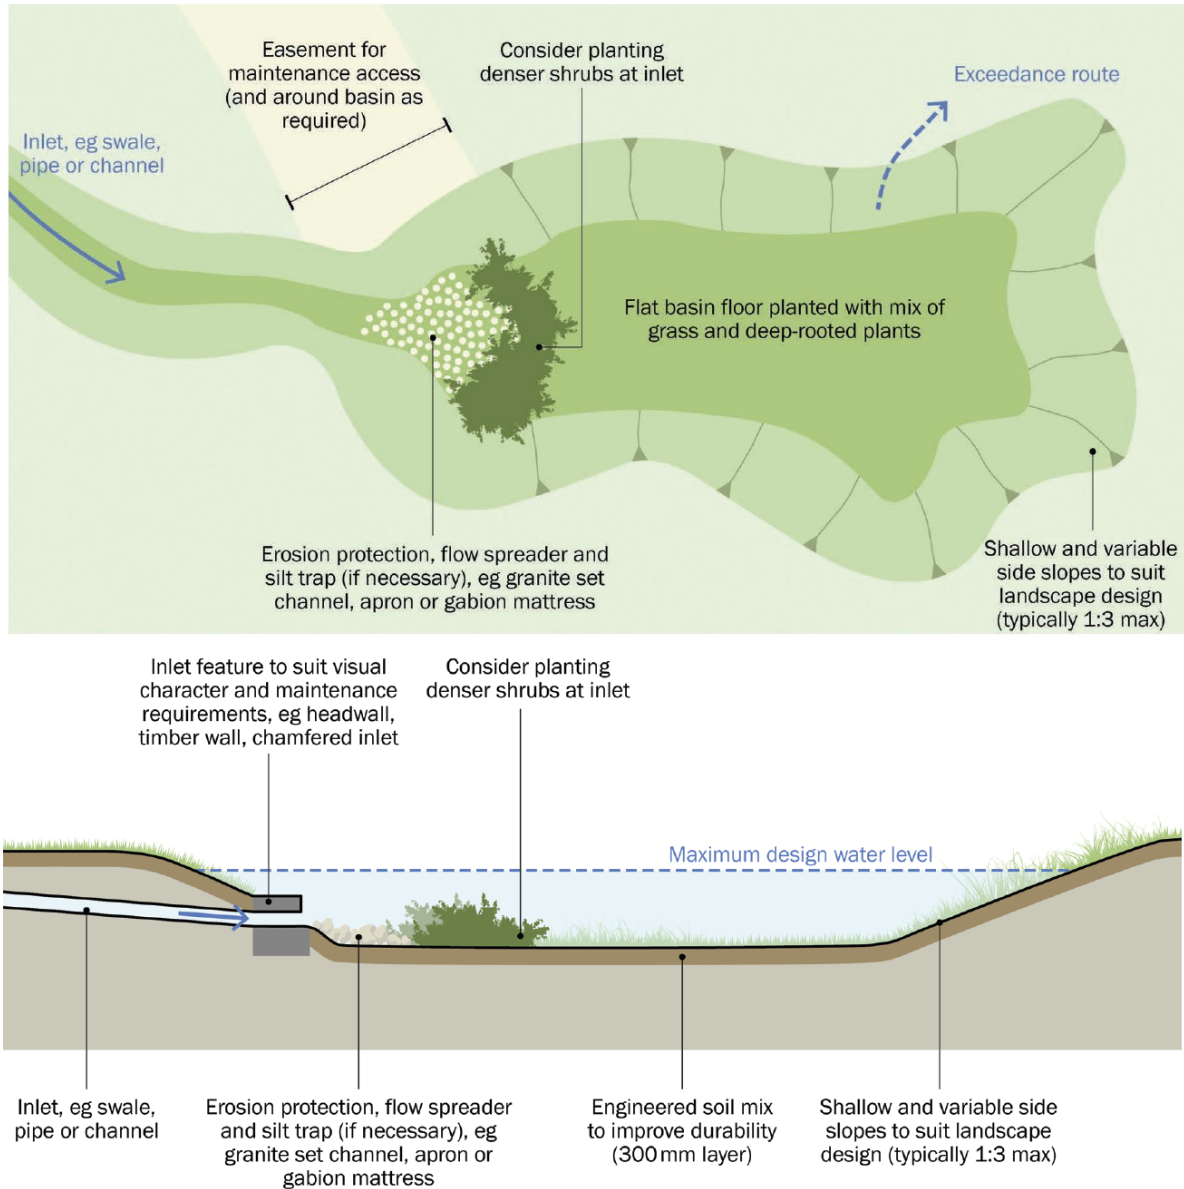 Easement for
maintenance access
(and around basin as
required)
Consider planting
denser shrubs at inlet
Exceedance route
Inlet, eg swale,
pipe or channel
Flat basin floor planted with mix of
grass and deep-rooted plants
Erosion protection, flow spreader and
silt trap (if necessary), eg granite set
channel, apron or gabion mattress
Shallow and variable
side slopes to suit
landscape design
(typically 1:3 max)
Inlet feature to suit visual
character and maintenance
requirements, eg headwall,
timber wall, chamfered inlet
Consider planting
denser shrubs at inlet
Maximum design water level
Inlet, eg swale,
pipe or channel
Erosion protection, flow spreader
and silt trap (if necessary), eg
granite set channel, apron or
gabion mattress
Engineered soil mix
to improve durability
(300 mm layer)
Shallow and variable side
slopes to suit landscape
design (typically 1:3 max)